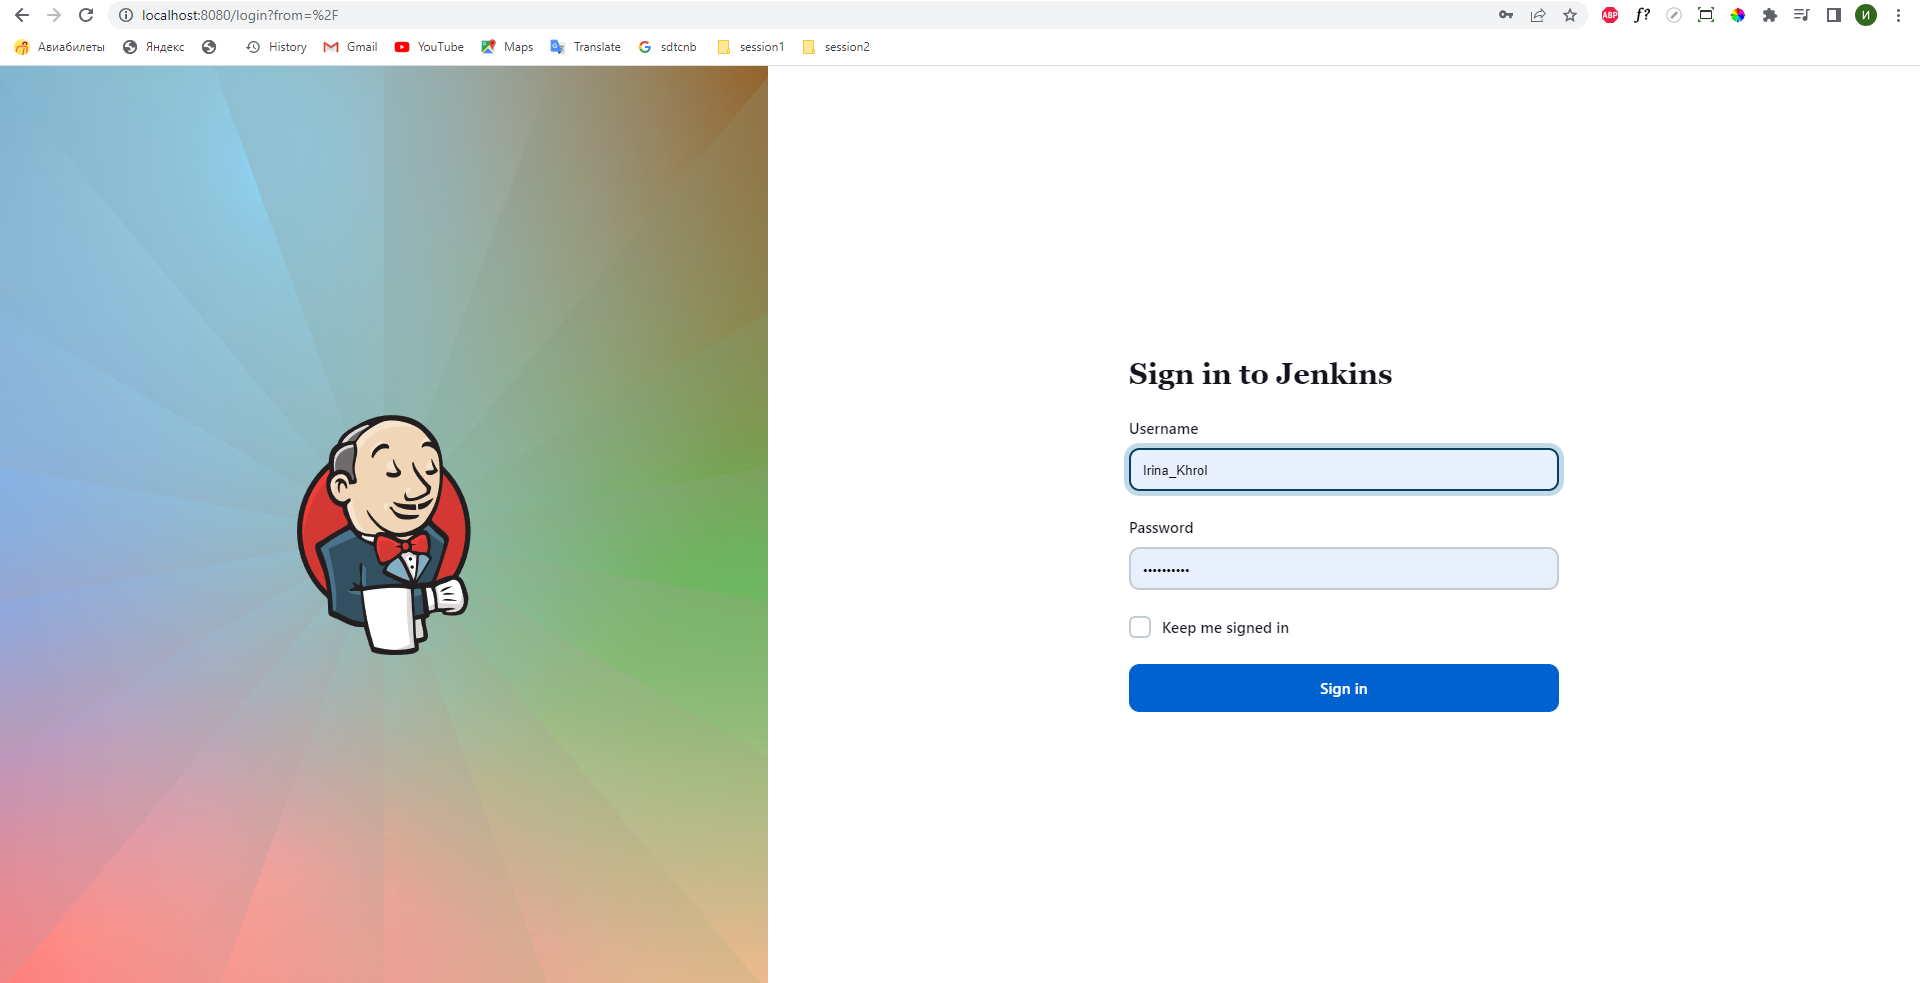 localhost:8080/login?from=%2F
ABP f? И
Авиабилеты Яндекс History Gmail YouTube Maps Translate sdtcnb session1 session2
Sign in to Jenkins
Username
Irina_Khrol
Password
••••••••••
Keep me signed in
Sign in